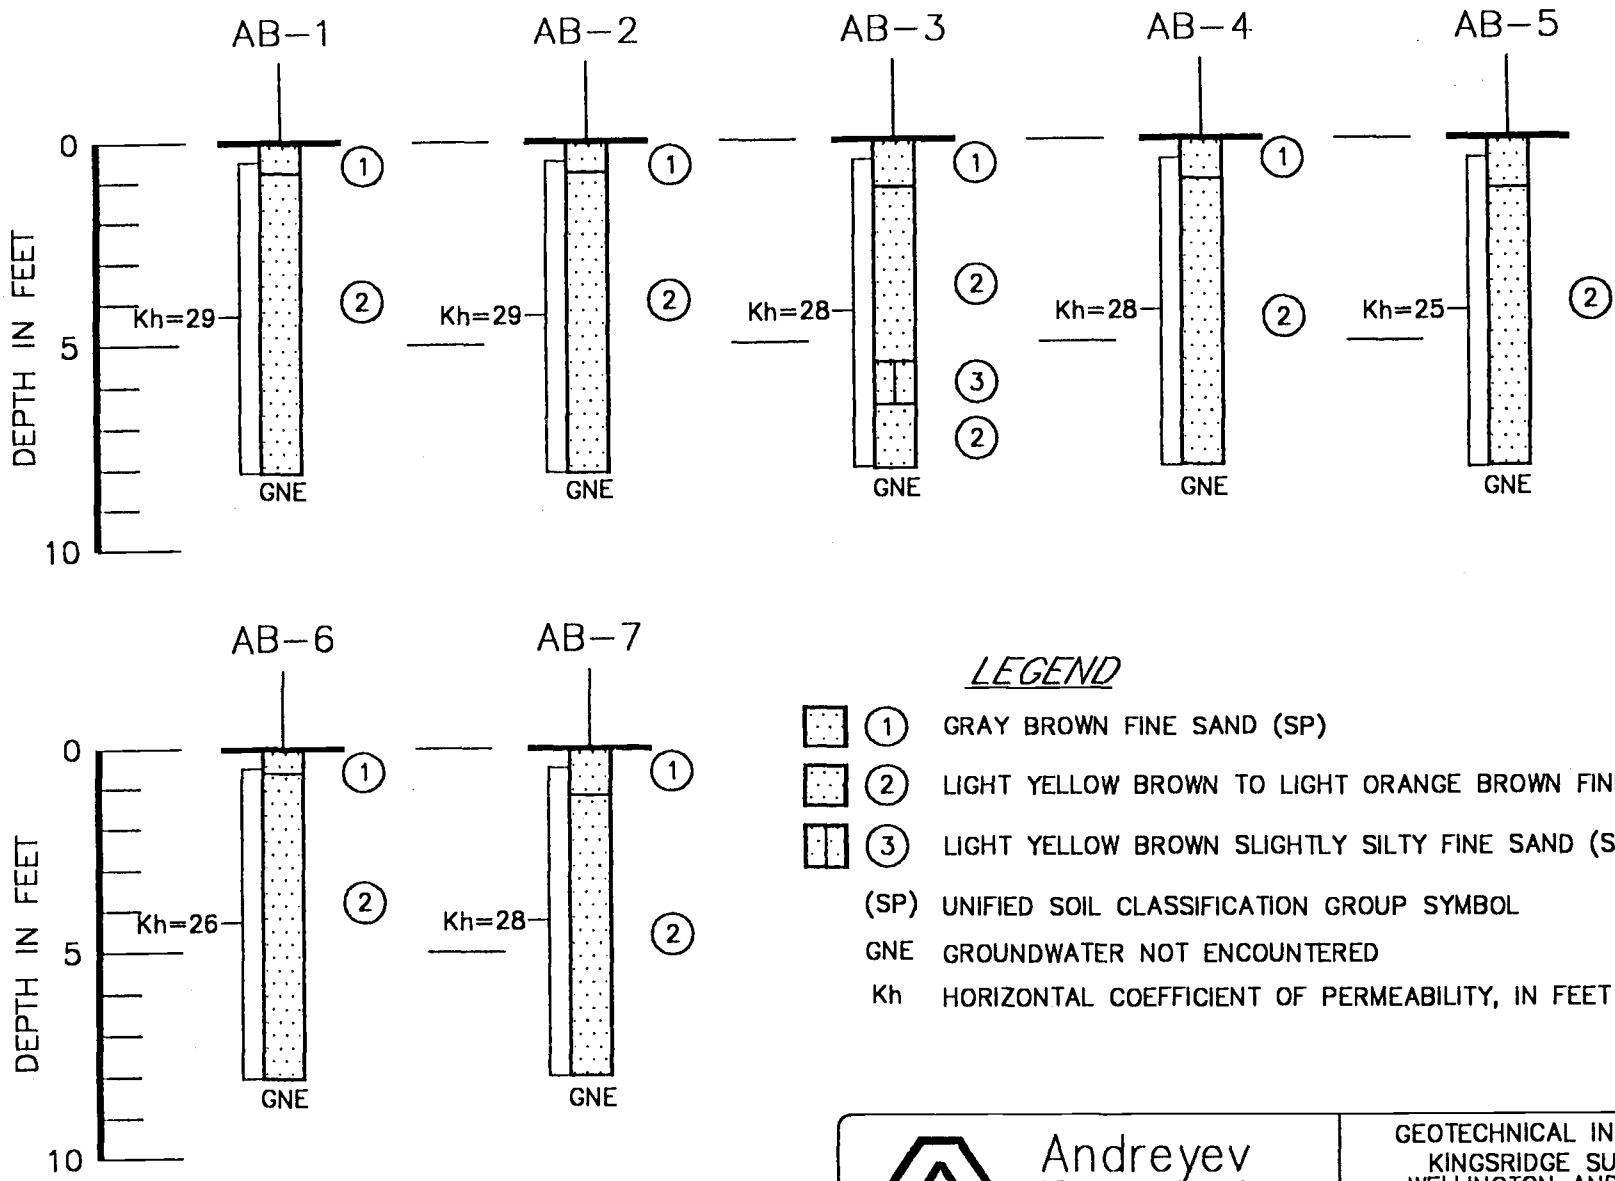 AB-1 AB-2 AB-3 AB-4 AB-5
0 1 1 1 1 1
DEPTH IN FEET
Kh=29 2 Kh=29 2 Kh=28 2 Kh=28 2 Kh=25 2
5
3
2
GNE GNE GNE GNE GNE
10
AB-6 AB-7
0 1 1
DEPTH IN FEET
Kh=26 2 Kh=28 2
5
GNE GNE
10
LEGEND
1 GRAY BROWN FINE SAND (SP)
2 LIGHT YELLOW BROWN TO LIGHT ORANGE BROWN FIN
3 LIGHT YELLOW BROWN SLIGHTLY SILTY FINE SAND (S
(SP) UNIFIED SOIL CLASSIFICATION GROUP SYMBOL
GNE GROUNDWATER NOT ENCOUNTERED
Kh HORIZONTAL COEFFICIENT OF PERMEABILITY, IN FEET
Andreyev
GEOTECHNICAL IN
KINGSRIDGE SU